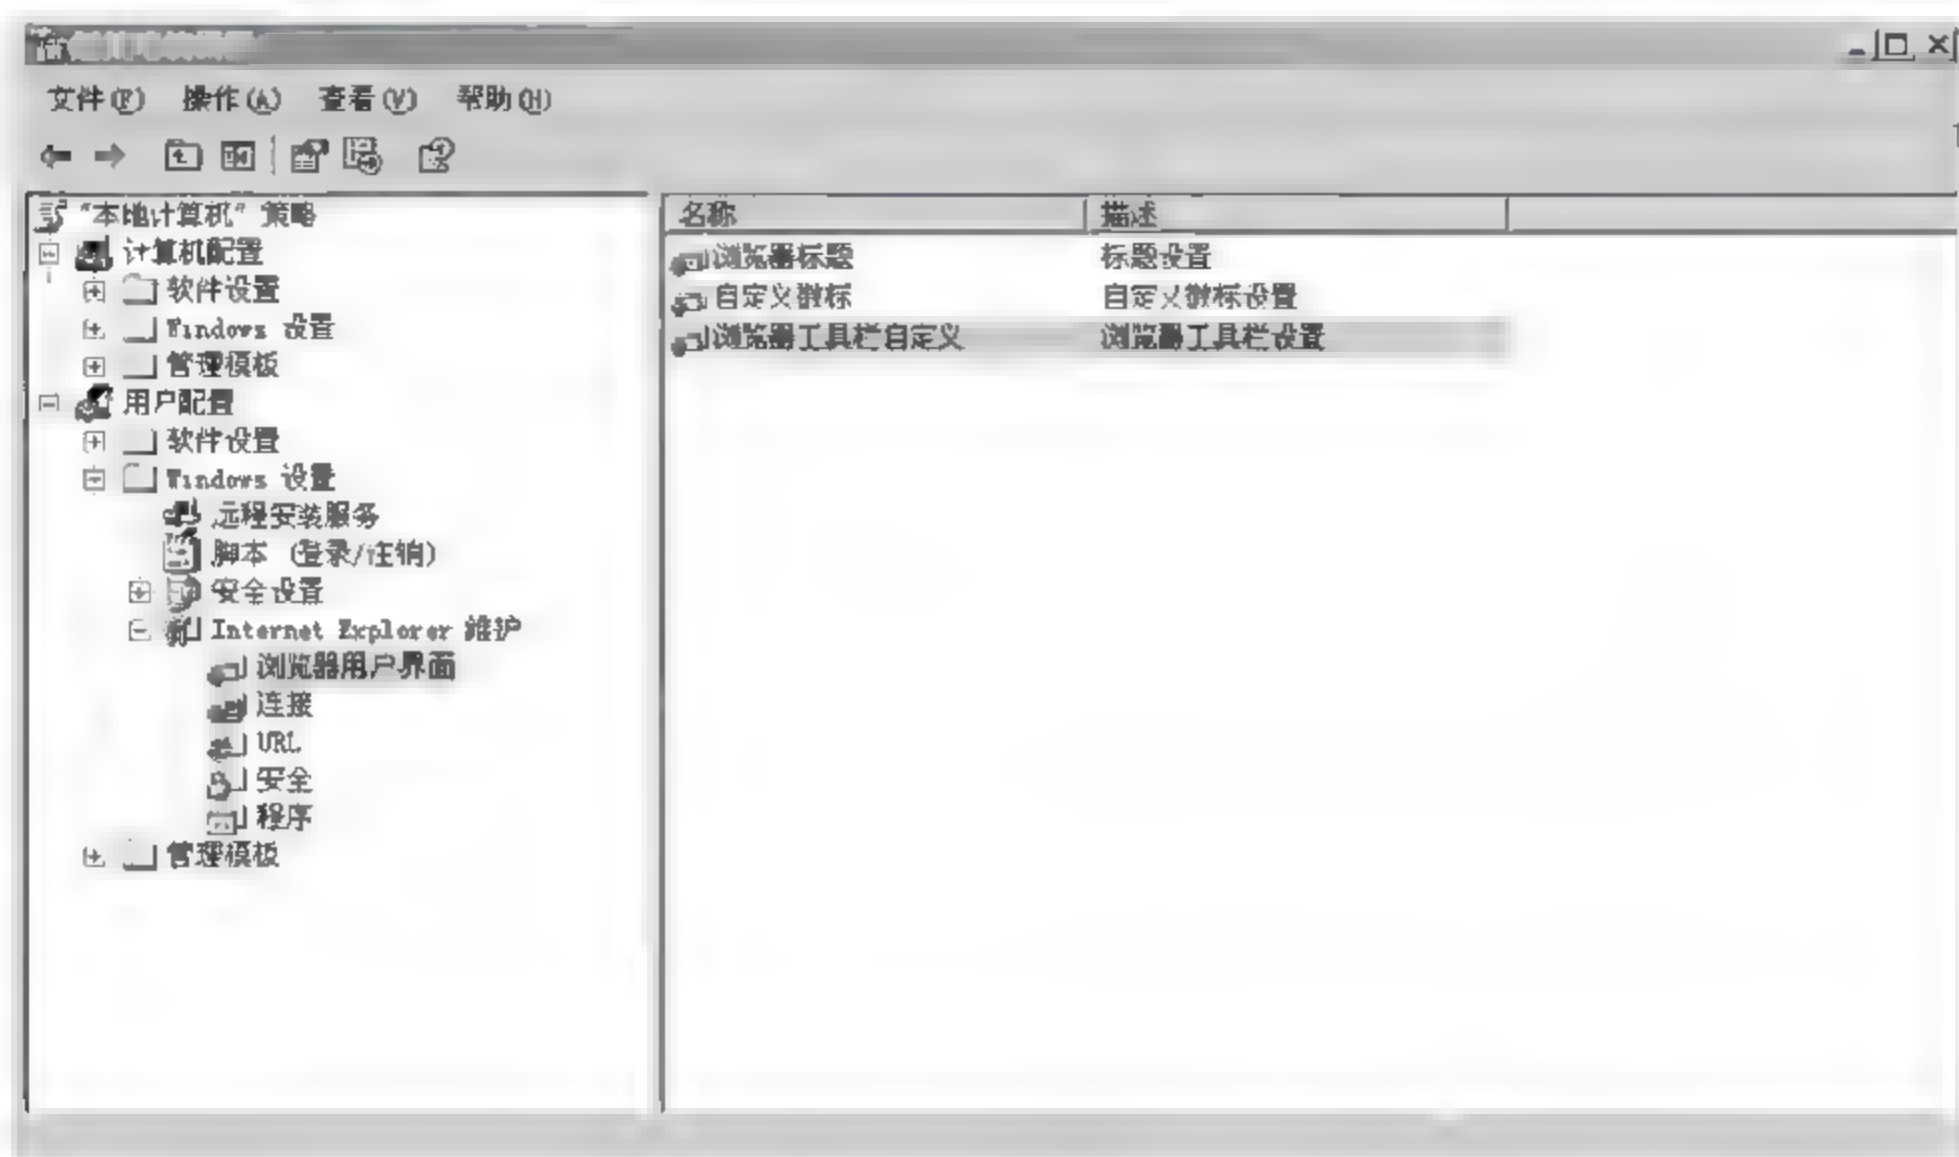 文件(F) 操作(A) 查看(V) 帮助(H)
"本地计算机" 策略
计算机配置
软件设置
Windows 设置
管理模板
用户配置
软件设置
Windows 设置
远程安装服务
脚本 (登录/注销)
安全设置
Internet Explorer 维护
浏览器用户界面
连接
URL
安全
程序
管理模板
名称 描述
浏览器标题 标题设置
自定义徽标 自定义徽标设置
浏览器工具栏自定义 浏览器工具栏设置